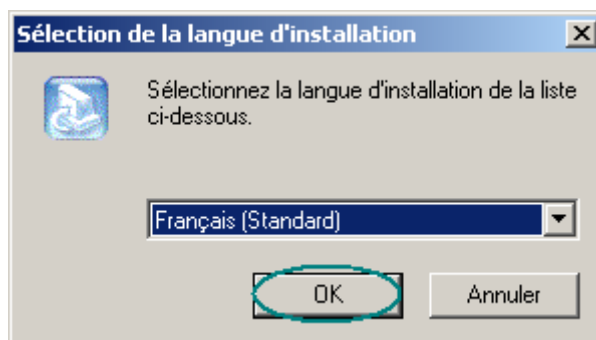 Sélection de la langue d'installation
Sélectionnez la langue d'installation de la liste
ci-dessous.
Français (Standard)
OK
Annuler